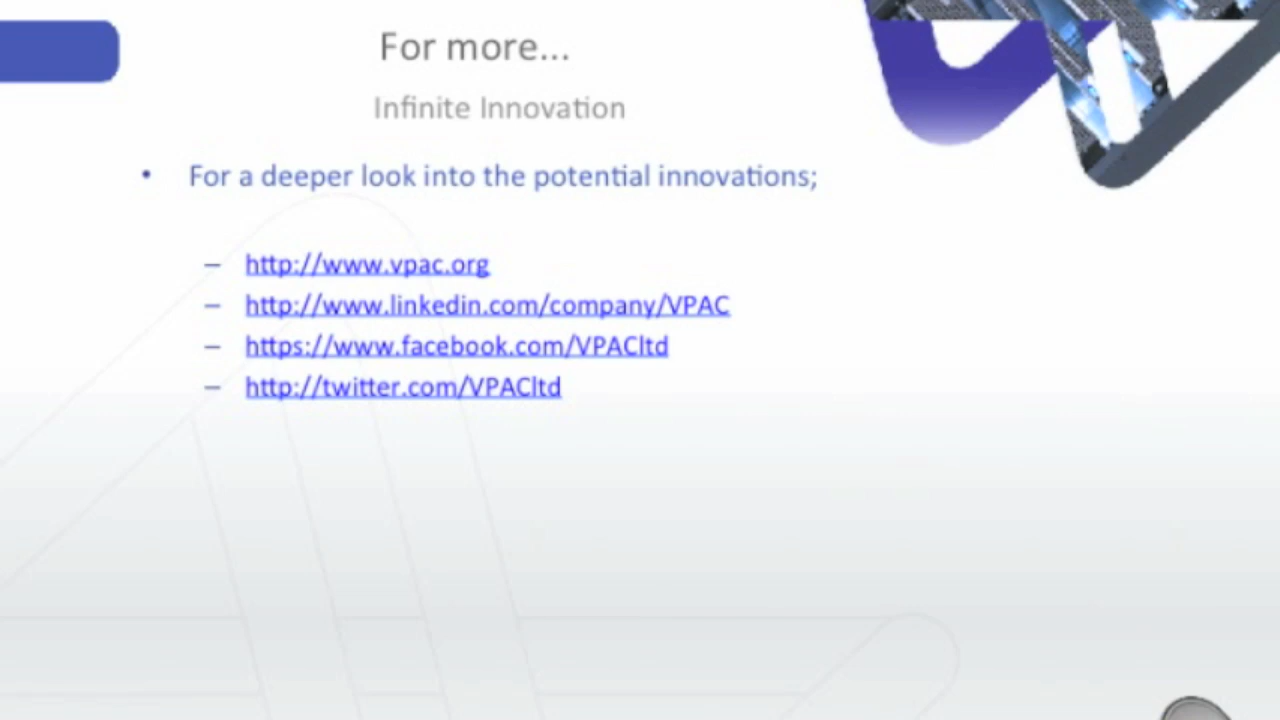 For more...
Infinite Innovation
• For a deeper look into the potential innovations;
– http://www.vpac.org
– http://www.linkedin.com/company/VPAC
– https://www.facebook.com/VPACltd
– http://twitter.com/VPACltd